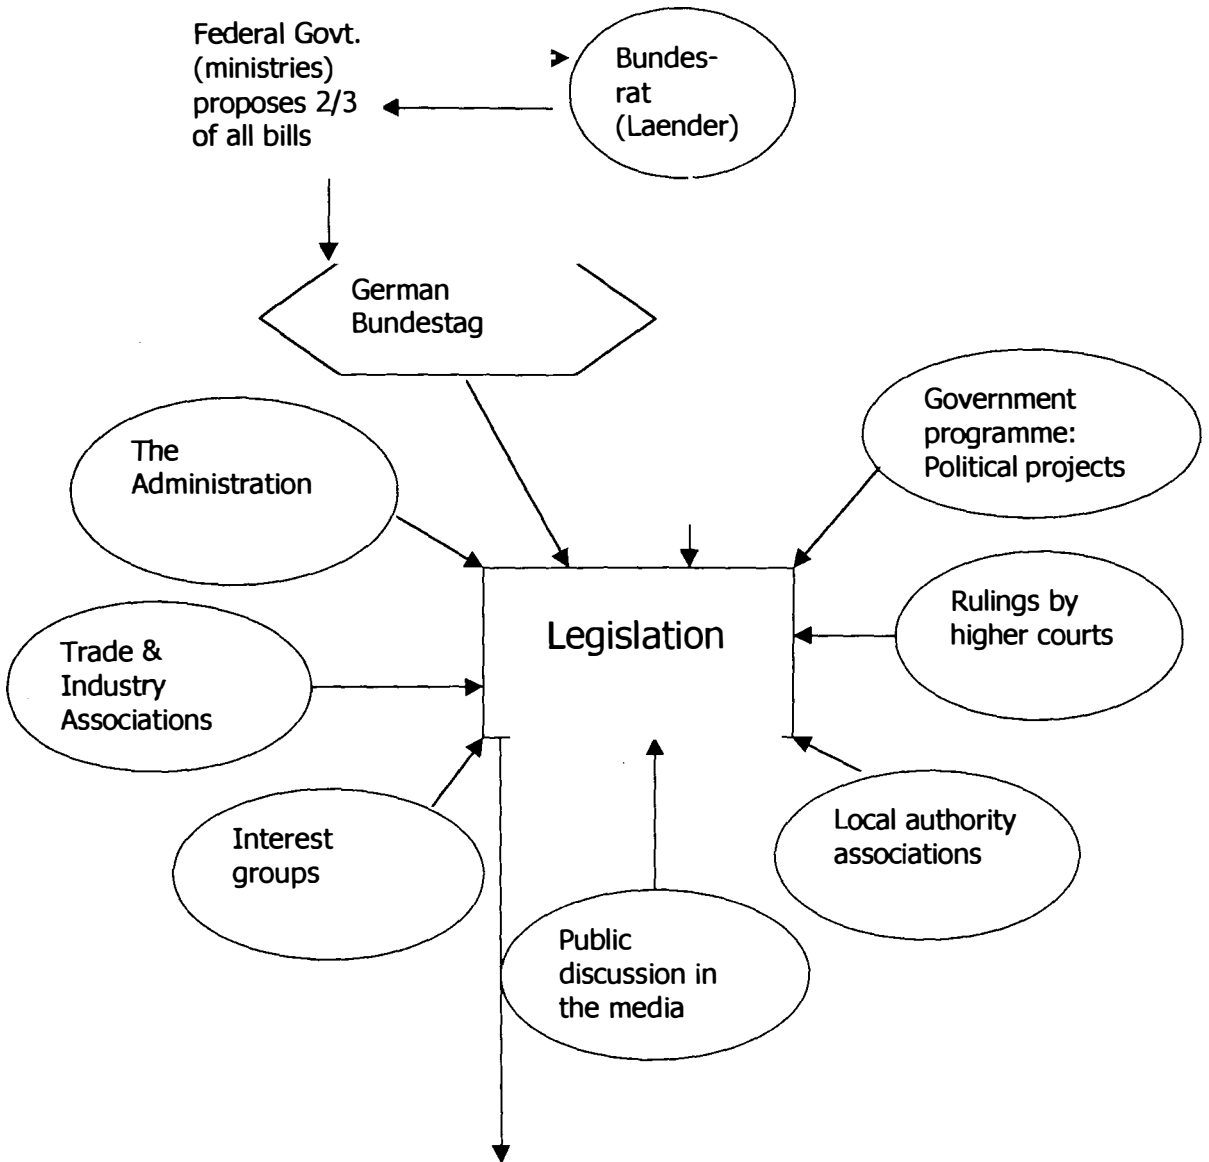 Federal Govt.
(ministries)
proposes 2/3
of all bills
Bundes-
rat
(Laender)
German
Bundestag
Government
programme:
Political projects
The
Administration
Rulings by
higher courts
Legislation
Trade &
Industry
Associations
Local authority
associations
Interest
groups
Public
discussion in
the media